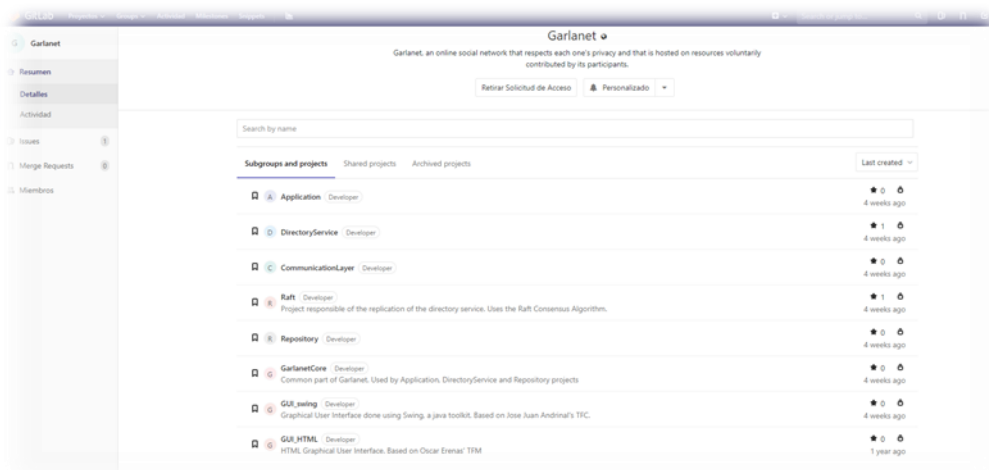 GitLab Projectes Groups Actividad Milestones Snippets
Garlanet
Garlanet
Garlanet, an online social network that respects each one's privacy and that is hosted on resources voluntarily
contributed by its participants.
Resumen
Detalles
Retirar Solicitud de Acceso Personalizado
Actividad
Search by name
Issues 1
Merge Requests 0
Subgroups and projects Shared projects Archived projects Last created
Miembros
A Application Developer 0
4 weeks ago
D DirectoryService Developer 1
4 weeks ago
C CommunicationLayer Developer 0
4 weeks ago
R Raft Developer 1
Project responsible of the replication of the directory service. Uses the Raft Consensus Algorithm. 4 weeks ago
R Repository Developer 0
4 weeks ago
G GarlanetCore Developer 0
Common part of Garlanet. Used by Application, DirectoryService and Repository projects 4 weeks ago
G GUI_swing Developer 0
Graphical User Interface done using Swing, a java toolkit. Based on Jose Juan Andrinal's TFC. 4 weeks ago
G GUI_HTML Developer 0
HTML Graphical User Interface. Based on Oscar Erenas' TFM 1 year ago